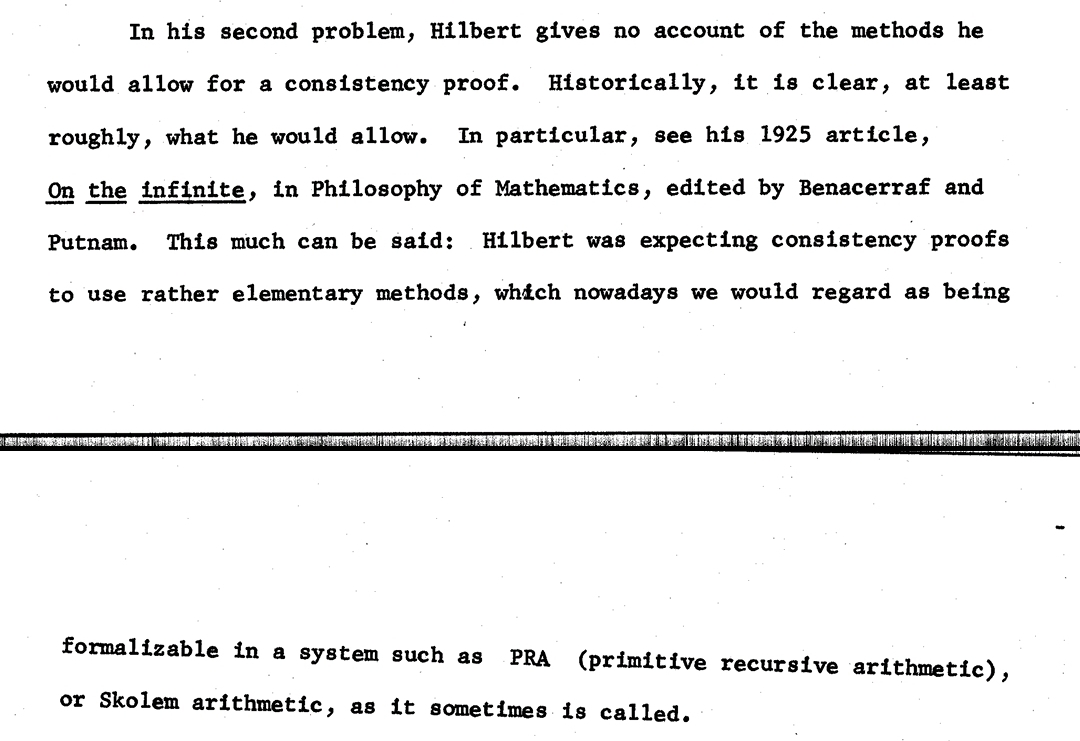 In his second problem, Hilbert gives no account of the methods he
would allow for a consistency proof. Historically, it is clear, at least
roughly, what he would allow. In particular, see his 1925 article,
On the infinite, in Philosophy of Mathematics, edited by Benacerraf and
Putnam. This much can be said: Hilbert was expecting consistency proofs
to use rather elementary methods, which nowadays we would regard as being
formalizable in a system such as PRA (primitive recursive arithmetic),
or Skolem arithmetic, as it sometimes is called.